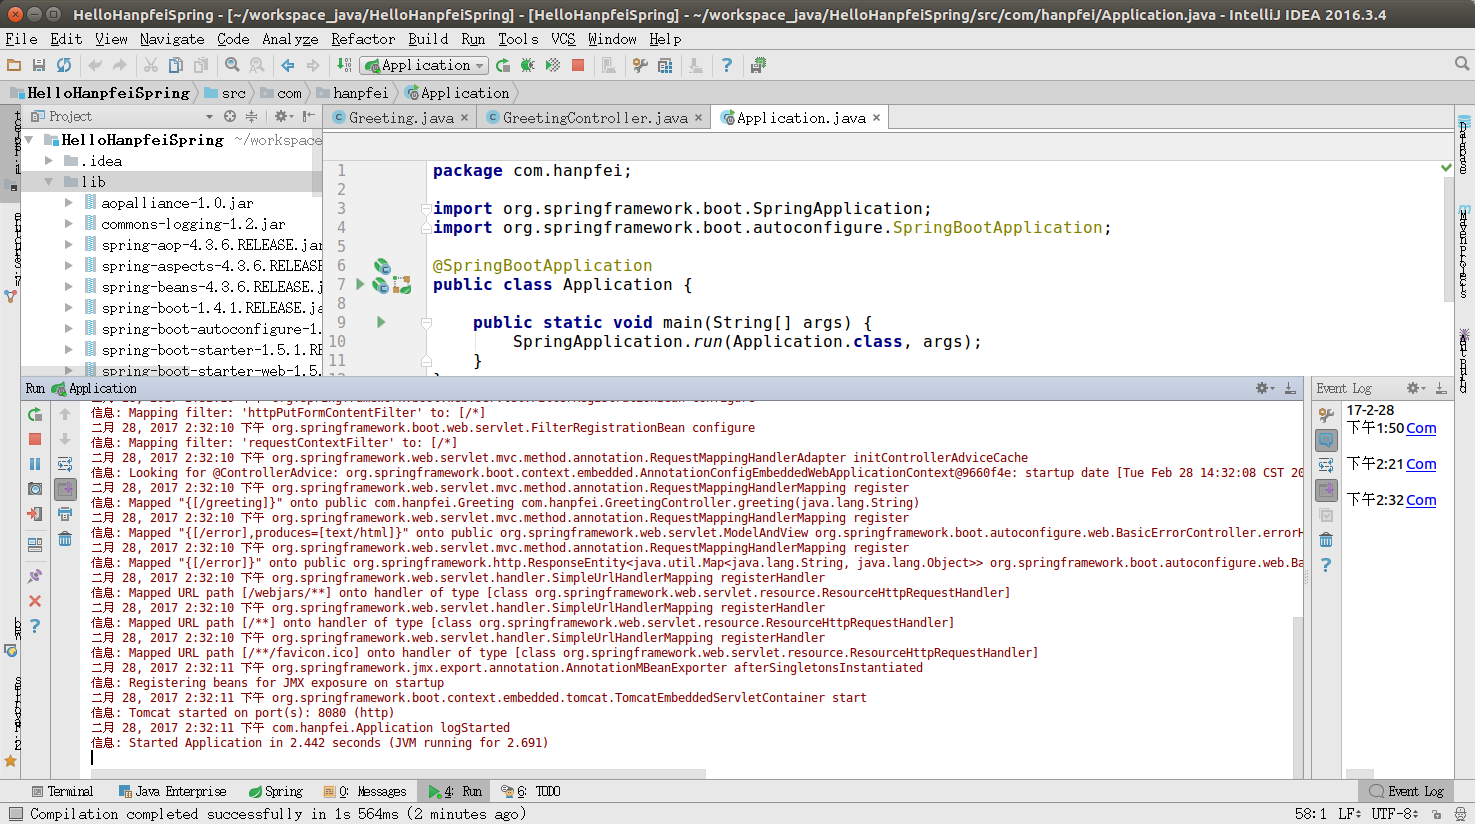 HelloHanpfeiSpring - [~/workspace_java/HelloHanpfeiSpring] - [HelloHanpfeiSpring] - ~/workspace_java/HelloHanpfeiSpring/src/com/hanpfei/Application.java - IntelliJ IDEA 2016.3.4
File Edit View Navigate Code Analyze Refactor Build Run Tools VCS Window Help
Application
HelloHanpfeiSpring src com hanpfei Application
Project
Greeting.java GreetingController.java Application.java
HelloHanpfeiSpring ~/workspace
.idea
lib
aopalliance-1.0.jar
commons-logging-1.2.jar
spring-aop-4.3.6.RELEASE.jar
spring-aspects-4.3.6.RELEASE
spring-beans-4.3.6.RELEASE.j
spring-boot-1.4.1.RELEASE.ja
spring-boot-autoconfigure-1.
spring-boot-starter-1.5.1.RE
spring-boot-starter-web-1.5.
1 package com.hanpfei;
2
3 import org.springframework.boot.SpringApplication;
4 import org.springframework.boot.autoconfigure.SpringBootApplication;
5
6 @SpringBootApplication
7 public class Application {
8
9 public static void main(String[] args) {
10 SpringApplication.run(Application.class, args);
11 }
Database
Maven Projects
Ant Build
Run Application
信息: Mapping filter: 'httpPutFormContentFilter' to: [/*]
二月 28, 2017 2:32:10 下午 org.springframework.boot.web.servlet.FilterRegistrationBean configure
信息: Mapping filter: 'requestContextFilter' to: [/*]
二月 28, 2017 2:32:10 下午 org.springframework.web.servlet.mvc.method.annotation.RequestMappingHandlerAdapter initControllerAdviceCache
信息: Looking for @ControllerAdvice: org.springframework.boot.context.embedded.AnnotationConfigEmbeddedWebApplicationContext@9660f4e: startup date [Tue Feb 28 14:32:08 CST 20
二月 28, 2017 2:32:10 下午 org.springframework.web.servlet.mvc.method.annotation.RequestMappingHandlerMapping register
信息: Mapped "{[/greeting]}" onto public com.hanpfei.Greeting com.hanpfei.GreetingController.greeting(java.lang.String)
二月 28, 2017 2:32:10 下午 org.springframework.web.servlet.mvc.method.annotation.RequestMappingHandlerMapping register
信息: Mapped "{[/error],produces=[text/html]}" onto public org.springframework.web.servlet.ModelAndView org.springframework.boot.autoconfigure.web.BasicErrorController.errorH
二月 28, 2017 2:32:10 下午 org.springframework.web.servlet.mvc.method.annotation.RequestMappingHandlerMapping register
信息: Mapped "{[/error]}" onto public org.springframework.http.ResponseEntity<java.util.Map<java.lang.String, java.lang.Object>> org.springframework.boot.autoconfigure.web.Ba
二月 28, 2017 2:32:10 下午 org.springframework.web.servlet.handler.SimpleUrlHandlerMapping registerHandler
信息: Mapped URL path [/webjars/**] onto handler of type [class org.springframework.web.servlet.resource.ResourceHttpRequestHandler]
二月 28, 2017 2:32:10 下午 org.springframework.web.servlet.handler.SimpleUrlHandlerMapping registerHandler
信息: Mapped URL path [/**] onto handler of type [class org.springframework.web.servlet.resource.ResourceHttpRequestHandler]
二月 28, 2017 2:32:10 下午 org.springframework.web.servlet.handler.SimpleUrlHandlerMapping registerHandler
信息: Mapped URL path [/**/favicon.ico] onto handler of type [class org.springframework.web.servlet.resource.ResourceHttpRequestHandler]
二月 28, 2017 2:32:11 下午 org.springframework.jmx.export.annotation.AnnotationMBeanExporter afterSingletonsInstantiated
信息: Registering beans for JMX exposure on startup
二月 28, 2017 2:32:11 下午 org.springframework.boot.context.embedded.tomcat.TomcatEmbeddedServletContainer start
信息: Tomcat started on port(s): 8080 (http)
二月 28, 2017 2:32:11 下午 com.hanpfei.Application logStarted
信息: Started Application in 2.442 seconds (JVM running for 2.691)
Event Log
17-2-28
下午1:50 Com
下午2:21 Com
下午2:32 Com
Terminal Java Enterprise Spring 0: Messages 4: Run 6: TODO Event Log
Compilation completed successfully in 1s 564ms (2 minutes ago) 58:1 LF UTF-8